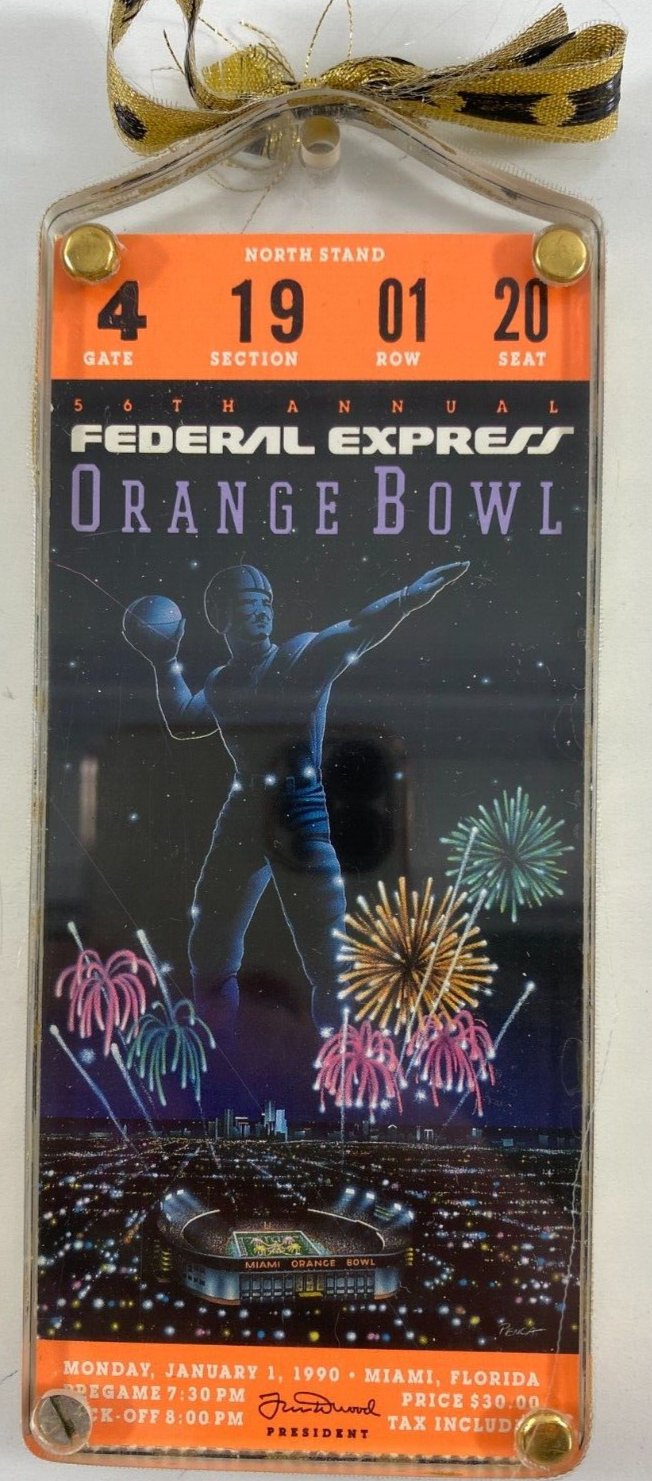 NORTH STAND
4 19 01 20
GATE SECTION ROW SEAT
56TH ANNUAL
FEDERAL EXPRESS
ORANGE BOWL
MIAMI ORANGE BOWL
MONDAY, JANUARY 1, 1990 • MIAMI, FLORIDA
PREGAME 7:30 PM PRICE $30.00
CK-OFF 8:00 PM TAX INCLUD
PRESIDENT